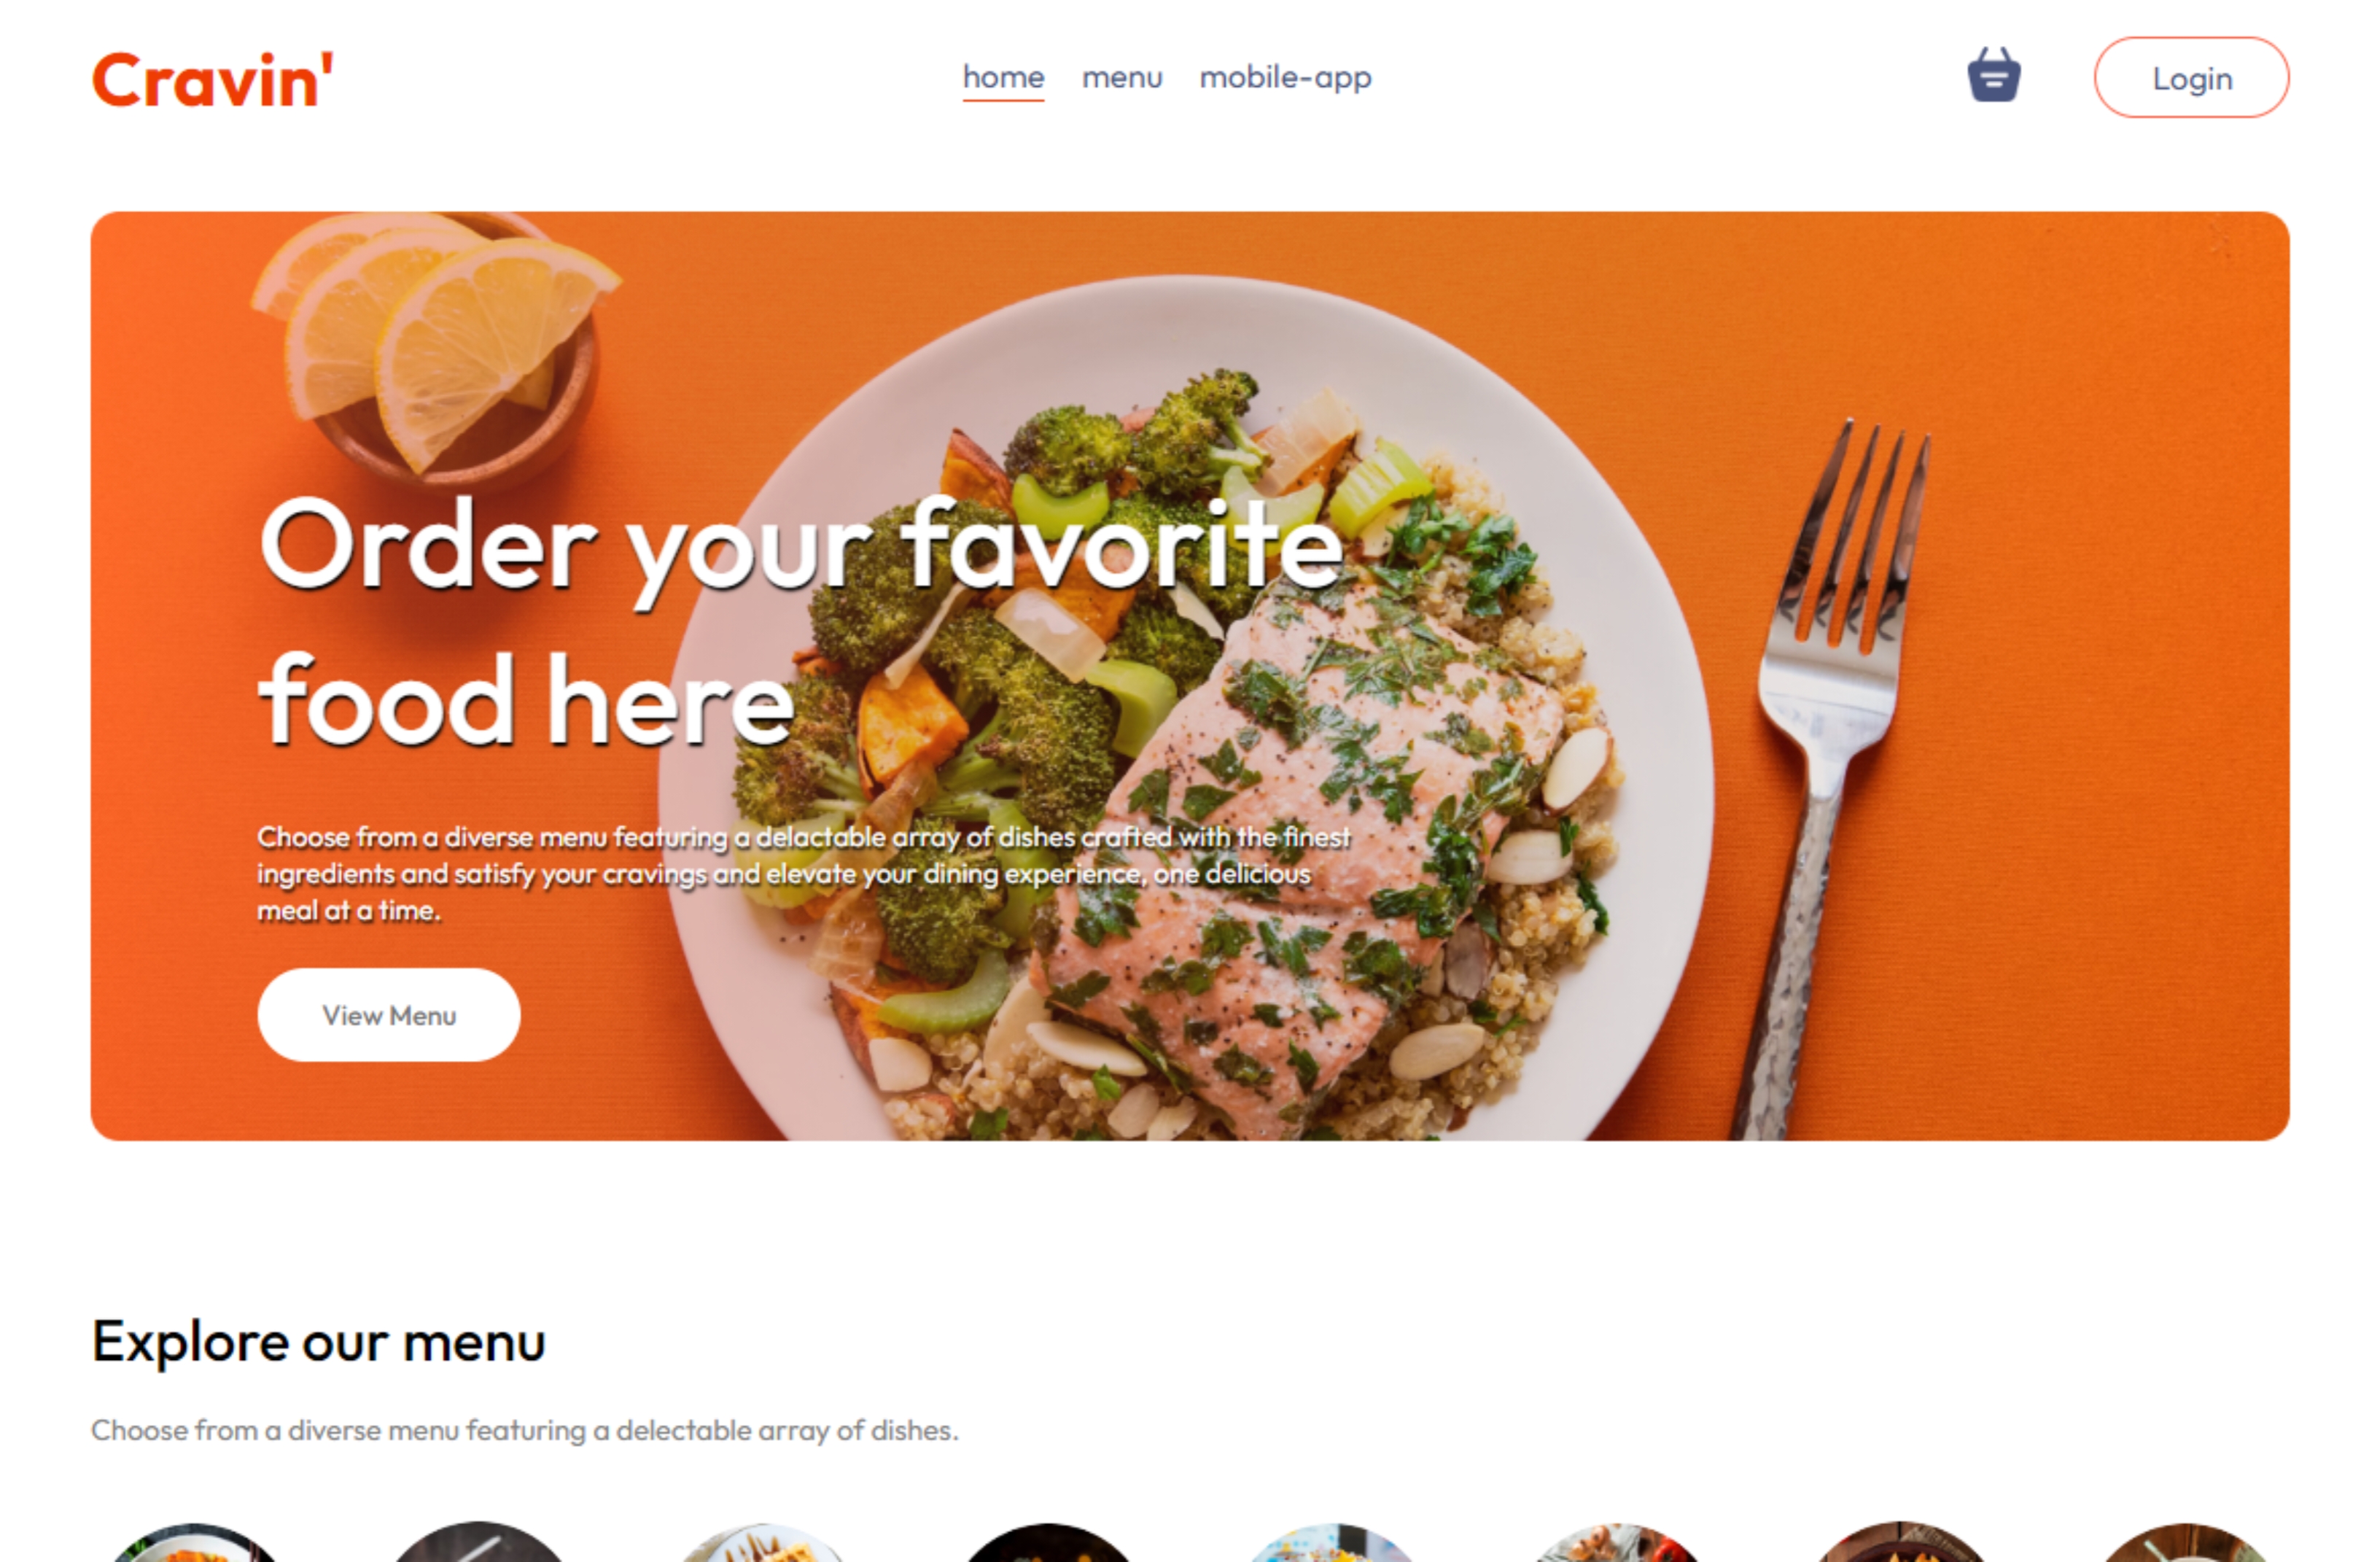 Cravin'
home menu mobile-app
Login
Order your favorite
food here
Choose from a diverse menu featuring a delactable array of dishes crafted with the finest
ingredients and satisfy your cravings and elevate your dining experience, one delicious
meal at a time.
View Menu
Explore our menu
Choose from a diverse menu featuring a delectable array of dishes.